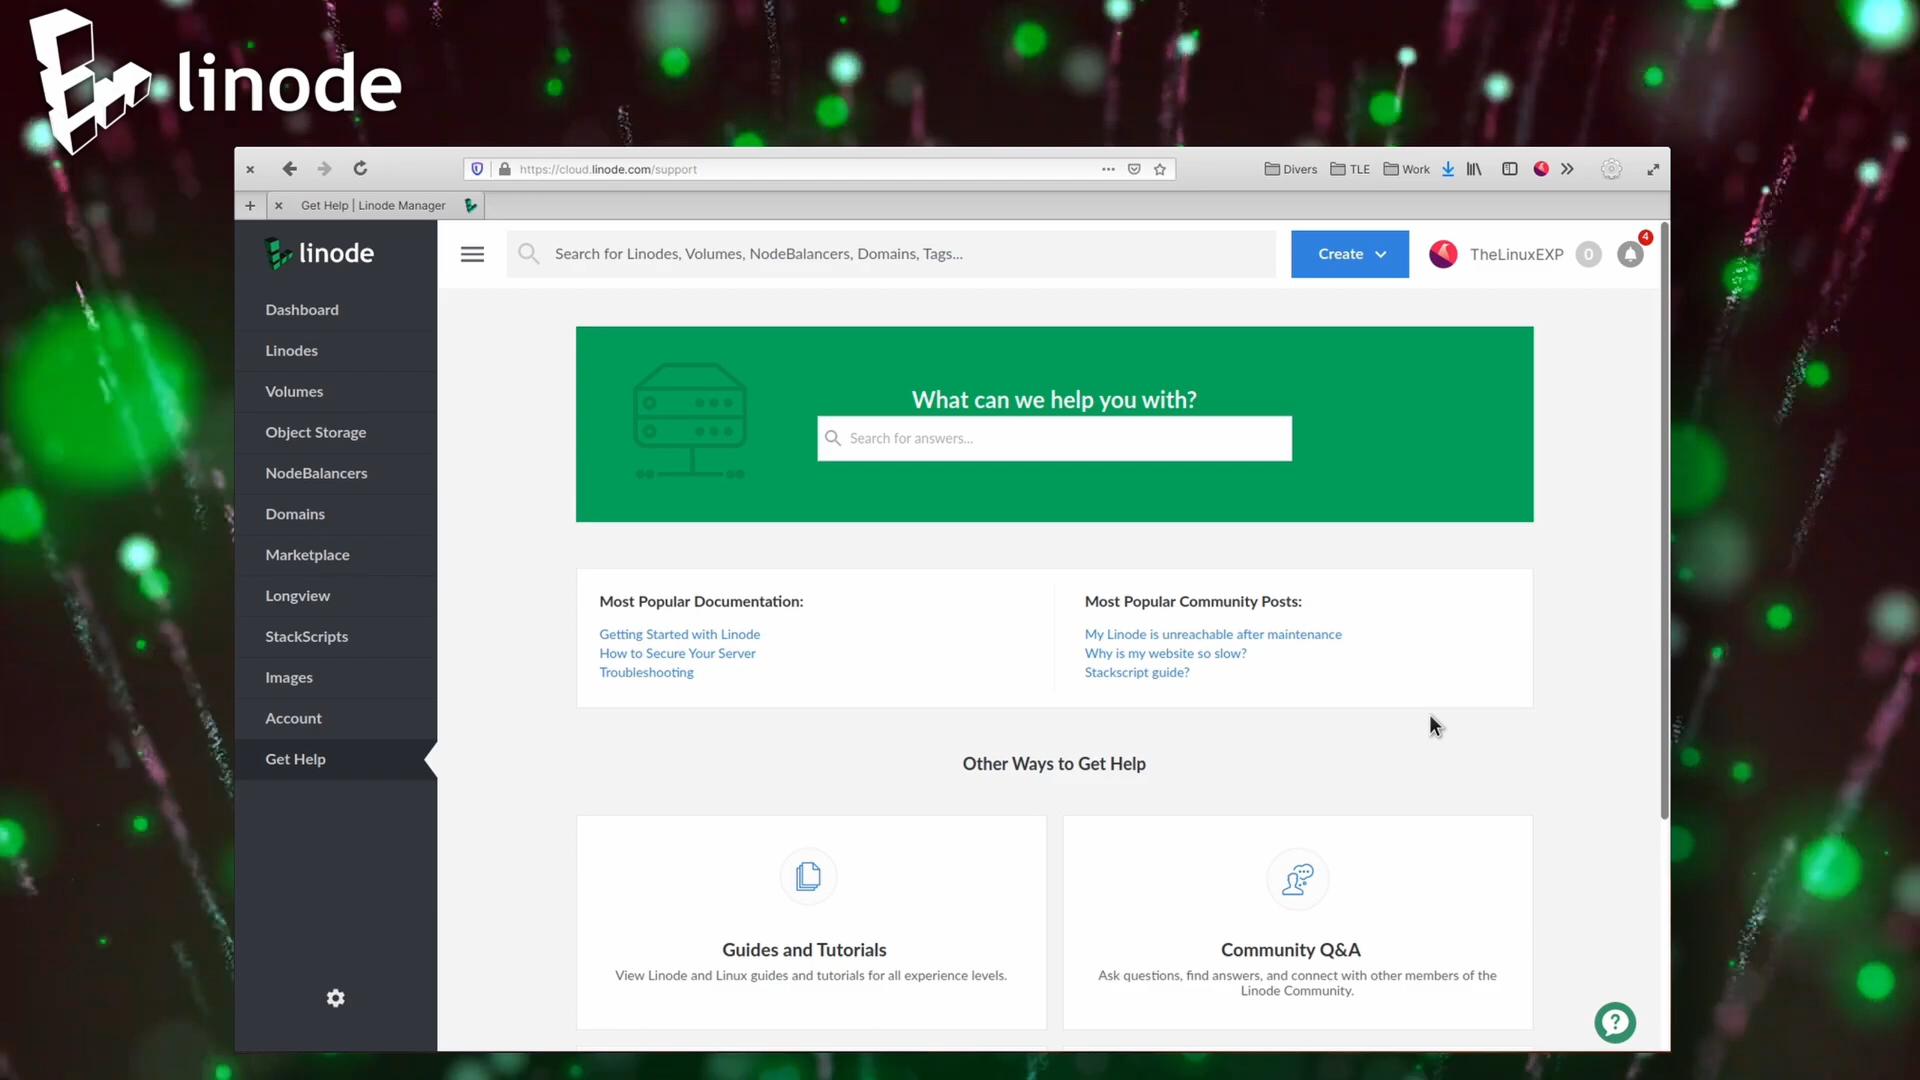 linode
https://cloud.linode.com/support
Divers
TLE
Work
Get Help | Linode Manager
linode
Search for Linodes, Volumes, NodeBalancers, Domains, Tags...
Create
TheLinuxEXP
0
4
Dashboard
Linodes
Volumes
Object Storage
NodeBalancers
Domains
Marketplace
Longview
StackScripts
Images
Account
Get Help
What can we help you with?
Search for answers...
Most Popular Documentation:
Getting Started with Linode
How to Secure Your Server
Troubleshooting
Most Popular Community Posts:
My Linode is unreachable after maintenance
Why is my website so slow?
Stackscript guide?
Other Ways to Get Help
Guides and Tutorials
View Linode and Linux guides and tutorials for all experience levels.
Community Q&A
Ask questions, find answers, and connect with other members of the
Linode Community.
?